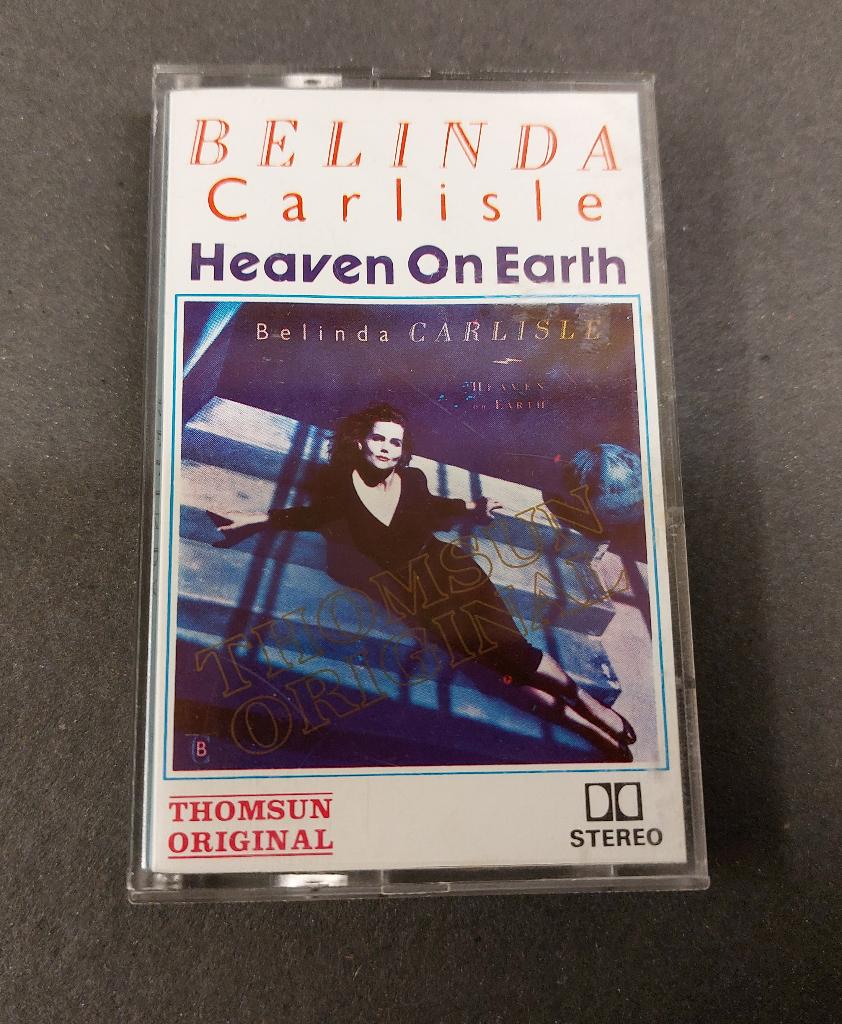 BELINDA
Carlisle
Heaven On Earth
Belinda CARLISLE
HEAVEN
on EARTH
THOMSUN
ORIGINAL
B
THOMSUN
ORIGINAL
STEREO